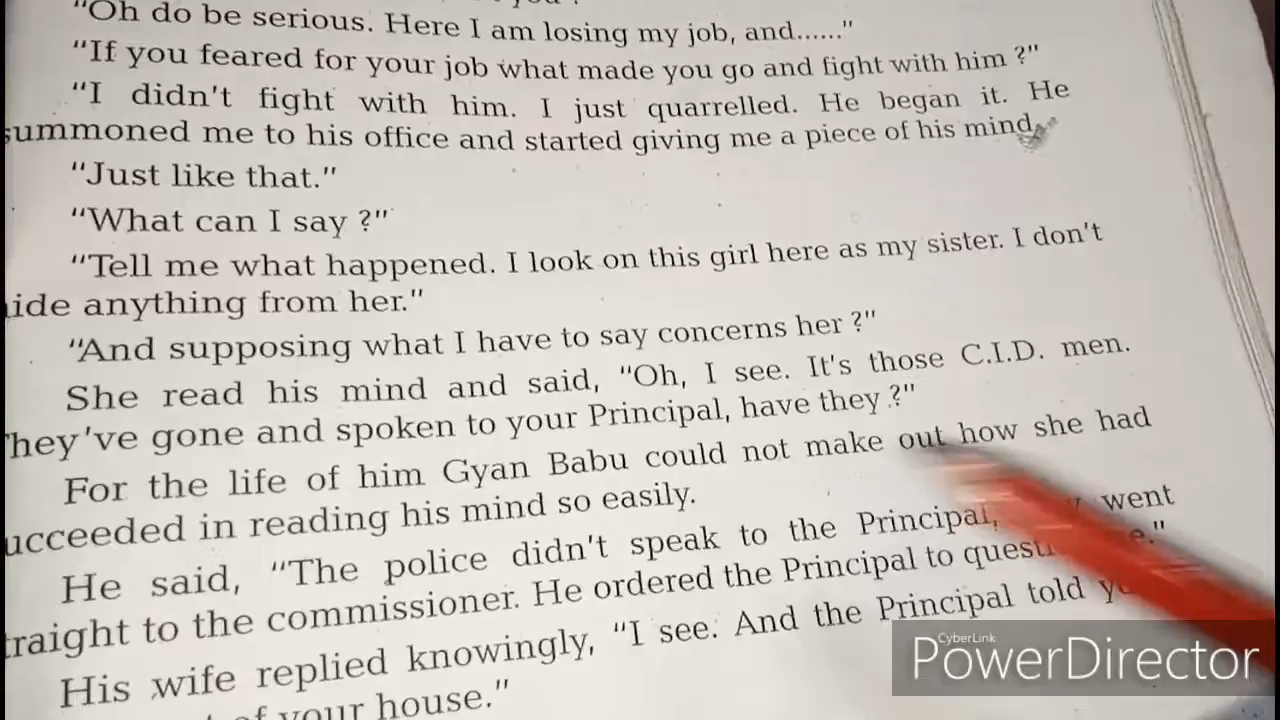 "Oh do be serious. Here I am losing my job, and......"
"If you feared for your job what made you go and fight with him ?"
"I didn't fight with him. I just quarrelled. He began it. He
summoned me to his office and started giving me a piece of his mind.
"Just like that."
"What can I say ?"
"Tell me what happened. I look on this girl here as my sister. I don't
ide anything from her."
"And supposing what I have to say concerns her ?"
She read his mind and said, "Oh, I see. It's those C.I.D. men.
They've gone and spoken to your Principal, have they ?"
For the life of him Gyan Babu could not make out how she had
ucceeded in reading his mind so easily.
He said, "The police didn't speak to the Principal, went
traight to the commissioner. He ordered the Principal to
His wife replied knowingly, "I see. And the Principal told
of your house."
CyberLink
PowerDirector